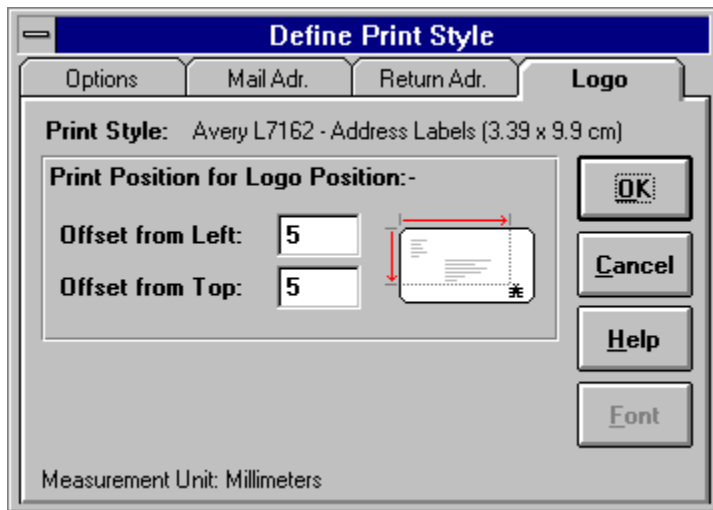 Define Print Style
Options Mail Adr. Return Adr. Logo
Print Style: Avery L7162 - Address Labels (3.39 x 9.9 cm)
Print Position for Logo Position:-
Offset from Left: 5
Offset from Top: 5
OK
Cancel
Help
Font
Measurement Unit: Millimeters